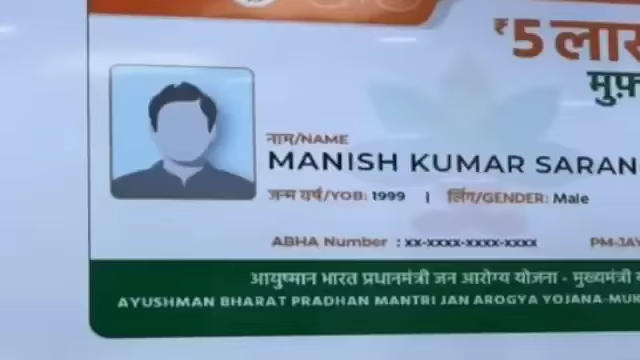 ₹5
नाम/NAME
MANISH KUMAR SARAN
जन्म वर्ष/YOB: 1999 | लिंग/GENDER: Male
ABHA Number : xx-xxxx-xxxx-xxxx PM-JAY
आयुष्मान भारत प्रधानमंत्री जन आरोग्य योजना - मुख्यमंत्री
AYUSHMAN BHARAT PRADHAN MANTRI JAN AROGYA YOJANA-MUK